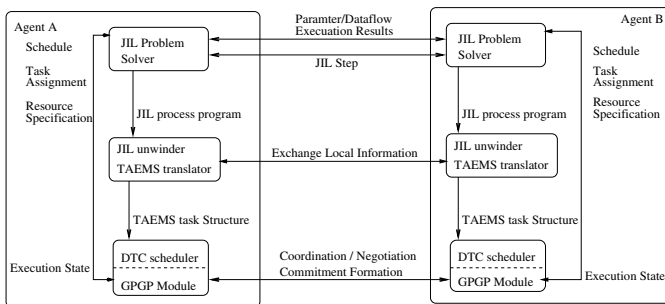 Agent A
Paramter/Dataflow
Execuation Results
Agent B
Schedule
JIL Problem
Solver
JIL Problem
Solver
Schedule
Task
Assignment
JIL Step
Task
Assignment
Resource
Specification
JIL process program
JIL process program
Resource
Specification
JIL unwinder
TAEMS translator
Exchange Local Information
JIL unwinder
TAEMS translator
TAEMS task Structure
TAEMS task Structure
DTC scheduler
Coordination / Negotiation
DTC scheduler
Execution State
GPGP Module
Commitment Formation
GPGP Module
Execution State